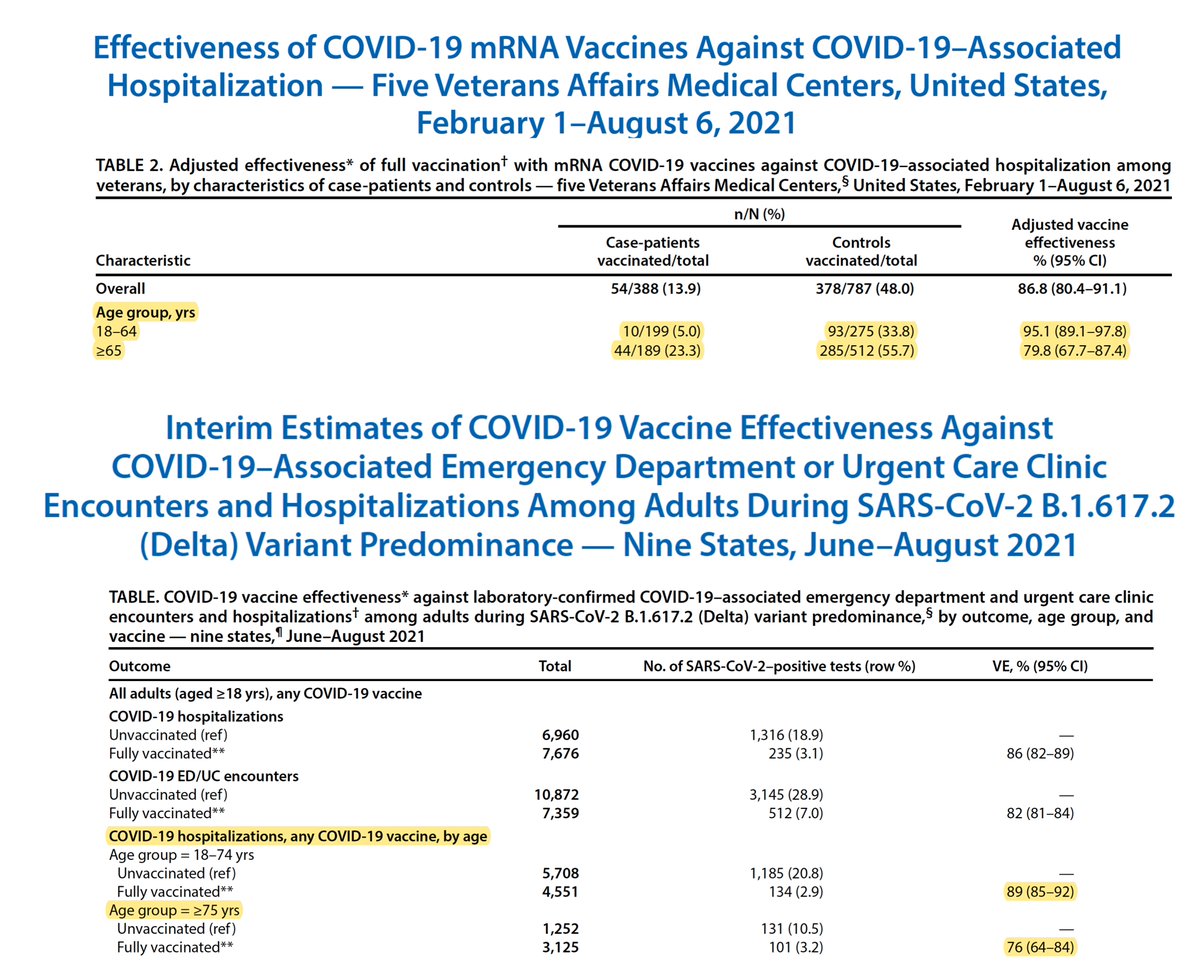 Effectiveness of COVID-19 mRNA Vaccines Against COVID-19–Associated
Hospitalization — Five Veterans Affairs Medical Centers, United States,
February 1–August 6, 2021
TABLE 2. Adjusted effectiveness* of full vaccination† with mRNA COVID-19 vaccines against COVID-19–associated hospitalization among
veterans, by characteristics of case-patients and controls — five Veterans Affairs Medical Centers,§ United States, February 1–August 6, 2021
n/N (%)
Characteristic Case-patients vaccinated/total Controls vaccinated/total Adjusted vaccine effectiveness % (95% CI)
Overall 54/388 (13.9) 378/787 (48.0) 86.8 (80.4–91.1)
Age group, yrs
18–64 10/199 (5.0) 93/275 (33.8) 95.1 (89.1–97.8)
≥65 44/189 (23.3) 285/512 (55.7) 79.8 (67.7–87.4)
Interim Estimates of COVID-19 Vaccine Effectiveness Against
COVID-19–Associated Emergency Department or Urgent Care Clinic
Encounters and Hospitalizations Among Adults During SARS-CoV-2 B.1.617.2
(Delta) Variant Predominance — Nine States, June–August 2021
TABLE. COVID-19 vaccine effectiveness* against laboratory-confirmed COVID-19–associated emergency department and urgent care clinic
encounters and hospitalizations† among adults during SARS-CoV-2 B.1.617.2 (Delta) variant predominance,§ by outcome, age group, and
vaccine — nine states,¶ June–August 2021
Outcome Total No. of SARS-CoV-2–positive tests (row %) VE, % (95% CI)
All adults (aged ≥18 yrs), any COVID-19 vaccine
COVID-19 hospitalizations
Unvaccinated (ref) 6,960 1,316 (18.9) —
Fully vaccinated** 7,676 235 (3.1) 86 (82–89)
COVID-19 ED/UC encounters
Unvaccinated (ref) 10,872 3,145 (28.9) —
Fully vaccinated** 7,359 512 (7.0) 82 (81–84)
COVID-19 hospitalizations, any COVID-19 vaccine, by age
Age group = 18–74 yrs
Unvaccinated (ref) 5,708 1,185 (20.8) —
Fully vaccinated** 4,551 134 (2.9) 89 (85–92)
Age group = ≥75 yrs
Unvaccinated (ref) 1,252 131 (10.5) —
Fully vaccinated** 3,125 101 (3.2) 76 (64–84)